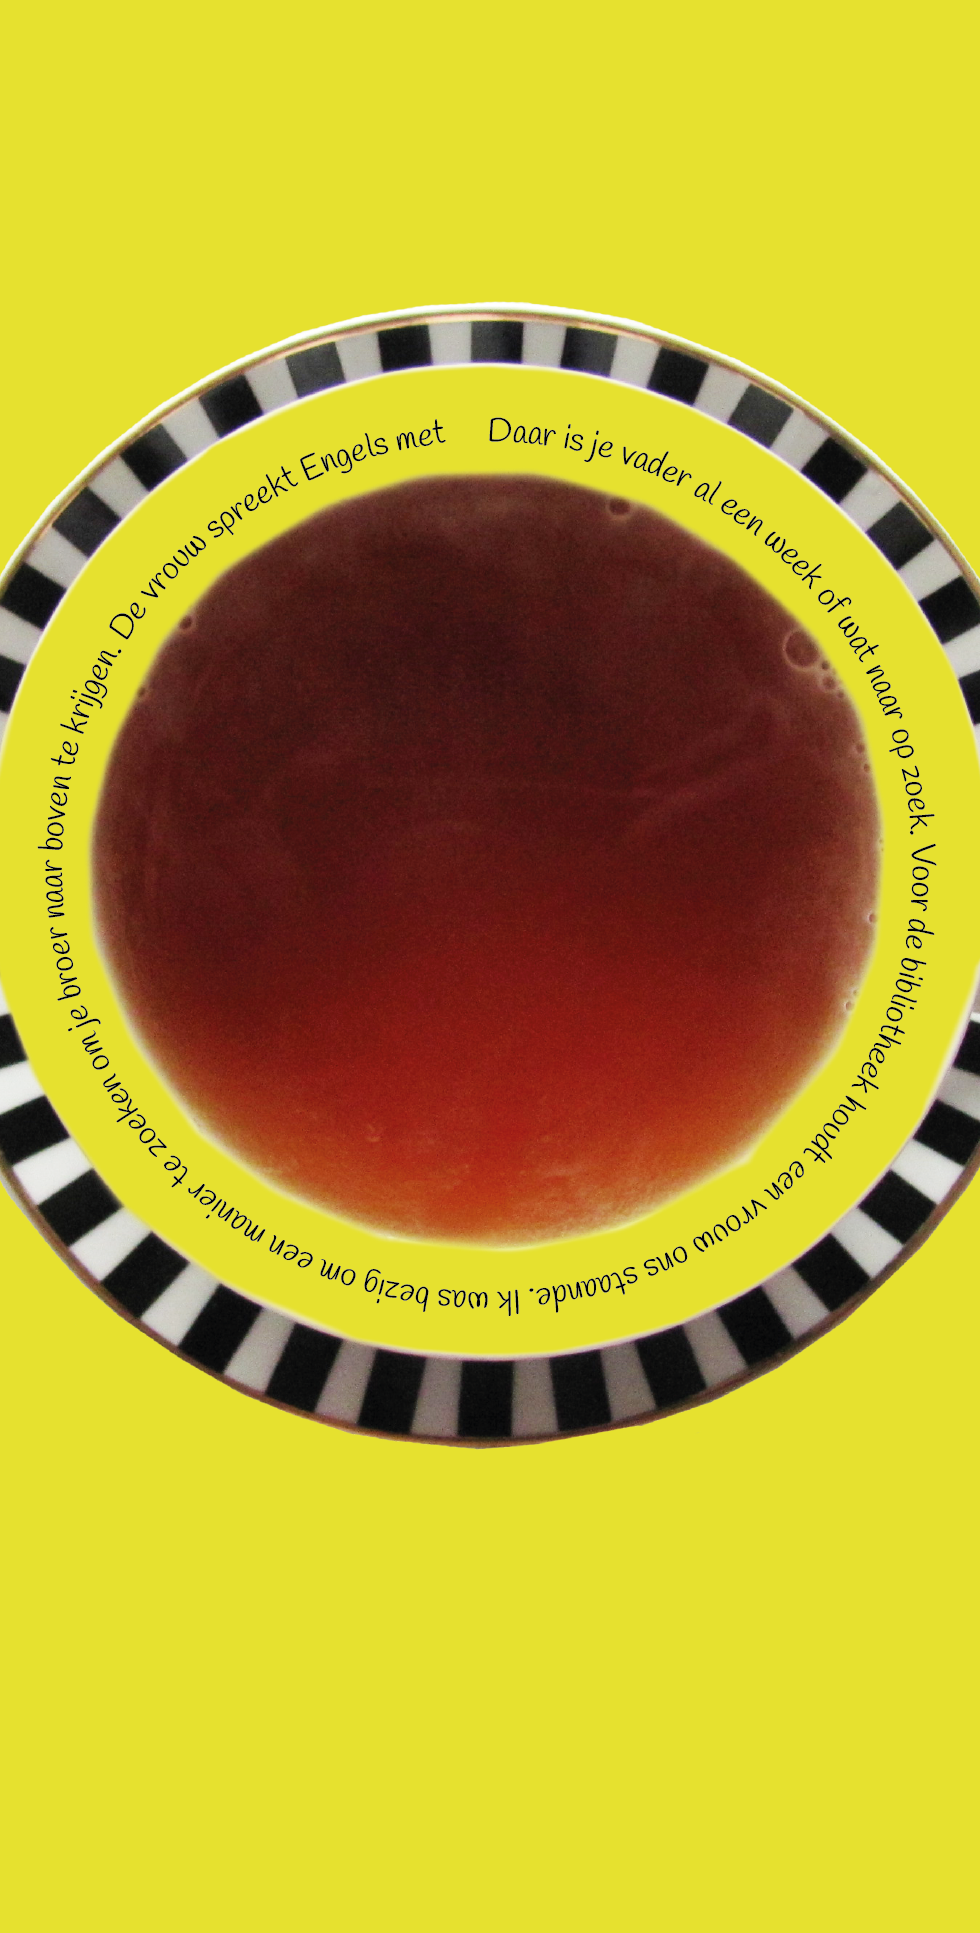 Daar is je vader al een week of wat naar op zoek. Voor de bibliotheek houdt een vrouw ons staande. Ik was bezig om een manier te zoeken om je broer naar boven te krijgen. De vrouw spreekt Engels met